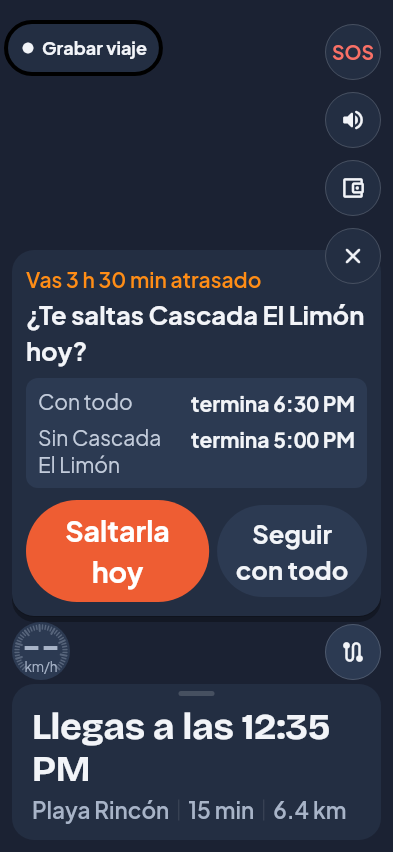 Grabar viaje
SOS
Vas 3 h 30 min atrasado
¿Te saltas Cascada El Limón
hoy?
Con todo
termina 6:30 PM
Sin Cascada
El Limón
termina 5:00 PM
Saltarla
hoy
Seguir
con todo
-- 
km/h
Llegas a las 12:35
PM
Playa Rincón | 15 min | 6.4 km